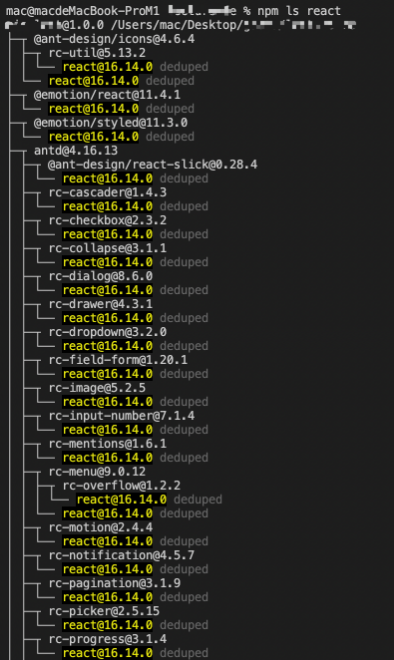 mac@macdeMacBook-ProM1 % npm ls react
@1.0.0 /Users/mac/Desktop/
@ant-design/icons@4.6.4
rc-util@5.13.2
react@16.14.0 deduped
react@16.14.0 deduped
@emotion/react@11.4.1
react@16.14.0 deduped
@emotion/styled@11.3.0
react@16.14.0 deduped
antd@4.16.13
@ant-design/react-slick@0.28.4
react@16.14.0 deduped
rc-cascader@1.4.3
react@16.14.0 deduped
rc-checkbox@2.3.2
react@16.14.0 deduped
rc-collapse@3.1.1
react@16.14.0 deduped
rc-dialog@8.6.0
react@16.14.0 deduped
rc-drawer@4.3.1
react@16.14.0 deduped
rc-dropdown@3.2.0
react@16.14.0 deduped
rc-field-form@1.20.1
react@16.14.0 deduped
rc-image@5.2.5
react@16.14.0 deduped
rc-input-number@7.1.4
react@16.14.0 deduped
rc-mentions@1.6.1
react@16.14.0 deduped
rc-menu@9.0.12
rc-overflow@1.2.2
react@16.14.0 deduped
react@16.14.0 deduped
rc-motion@2.4.4
react@16.14.0 deduped
rc-notification@4.5.7
react@16.14.0 deduped
rc-pagination@3.1.9
react@16.14.0 deduped
rc-picker@2.5.15
react@16.14.0 deduped
rc-progress@3.1.4
react@16.14.0 deduped